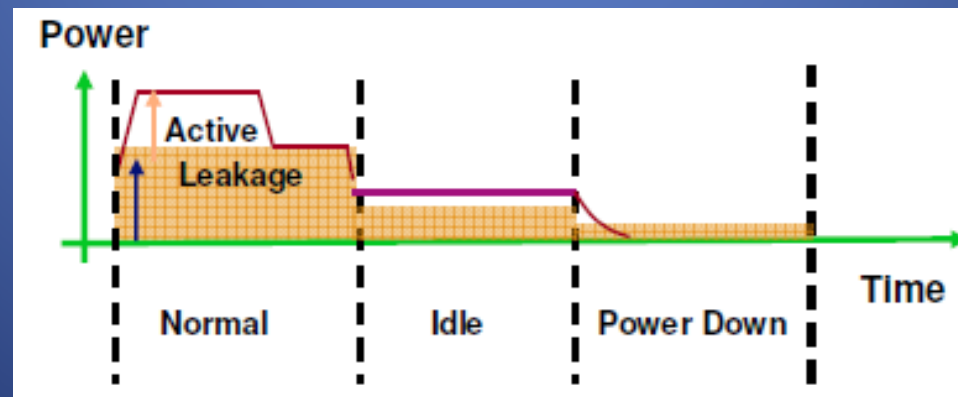 Power
Active
Leakage
Time
Normal
Idle
Power Down